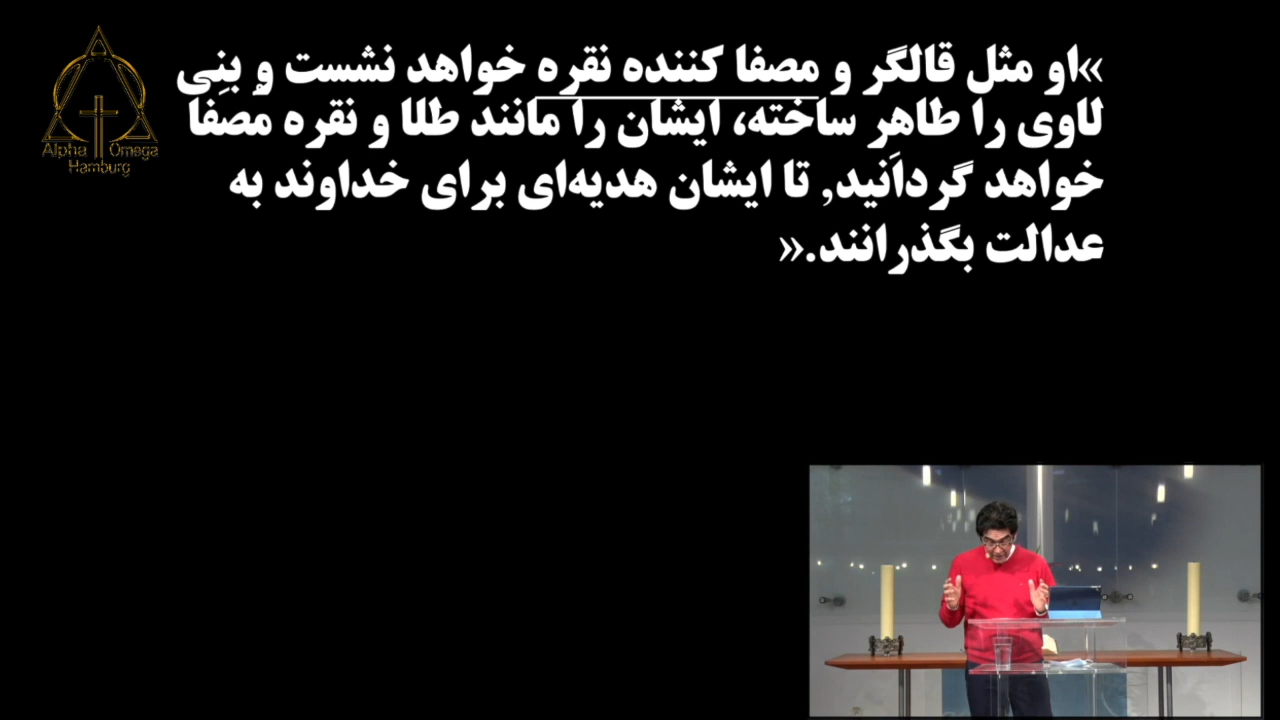 »او مثل قالگر و مصفا کننده نقره خواهد نشست و بنِی
لاوی را طاهر ساخته، ایشان را مانند طلا و نقره مصفا
خواهد گردانید, تا ایشان هدیه‌ای برای خداوند به
عدالت بگذرانند.«
Alpha Omega
Hamburg